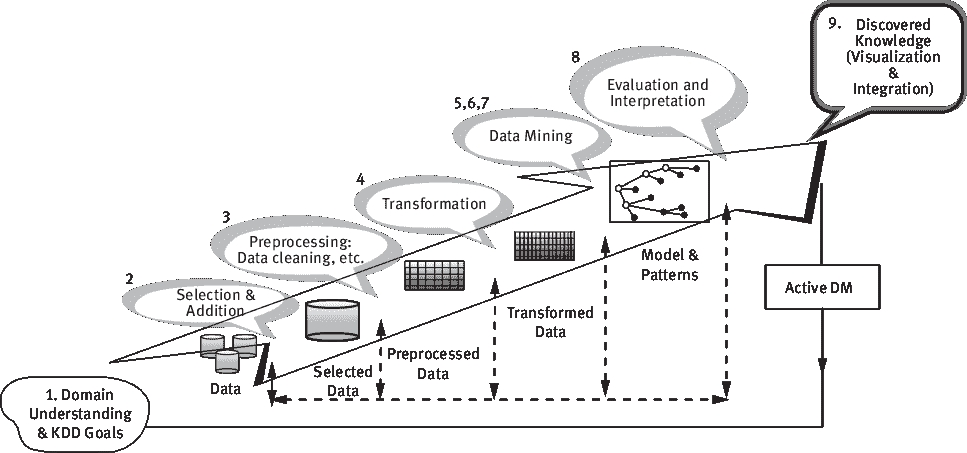 9. Discovered
Knowledge
(Visualization
&
Integration)
8
Evaluation and
Interpretation
5,6,7
Data Mining
4
Transformation
3
Preprocessing:
Data cleaning, etc.
2
Selection &
Addition
Model &
Patterns
Active DM
Transformed
Data
Preprocessed
Data
Selected
Data
Data
1. Domain
Understanding
& KDD Goals